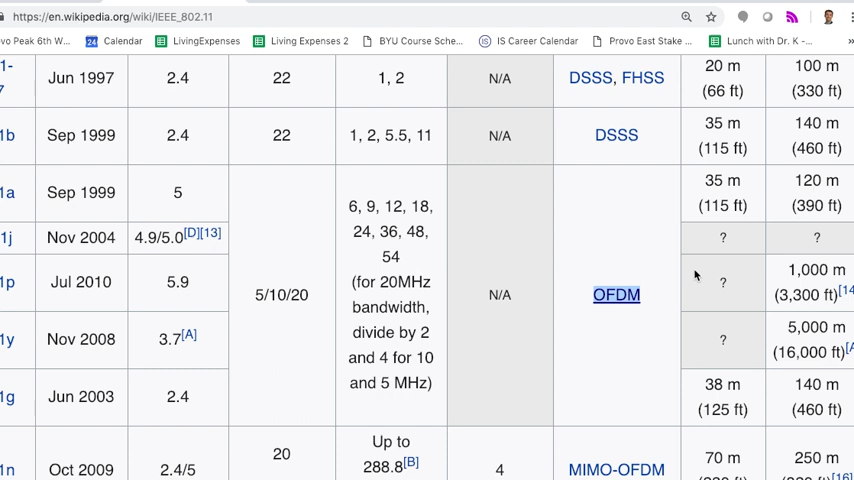 https://en.wikipedia.org/wiki/IEEE_802.11
ovo Peak 6th W... 24 Calendar LivingExpenses Living Expenses 2 BYU Course Sche... IS IS Career Calendar Provo East Stake ... Lunch with Dr. K -... »
1-
7 Jun 1997 2.4 22 1, 2 N/A DSSS, FHSS 20 m
(66 ft) 100 m
(330 ft)
1b Sep 1999 2.4 22 1, 2, 5.5, 11 N/A DSSS 35 m
(115 ft) 140 m
(460 ft)
1a Sep 1999 5 35 m
(115 ft) 120 m
(390 ft)
1j Nov 2004 4.9/5.0[D][13] ? ?
1p Jul 2010 5.9 ? 1,000 m
(3,300 ft)[14
1y Nov 2008 3.7[A] ? 5,000 m
(16,000 ft)[A
1g Jun 2003 2.4 38 m
(125 ft) 140 m
(460 ft)
5/10/20
6, 9, 12, 18,
24, 36, 48,
54
(for 20MHz
bandwidth,
divide by 2
and 4 for 10
and 5 MHz)
N/A
OFDM
1n Oct 2009 2.4/5 20 Up to
288.8[B] 4 MIMO-OFDM 70 m 250 m
[16]